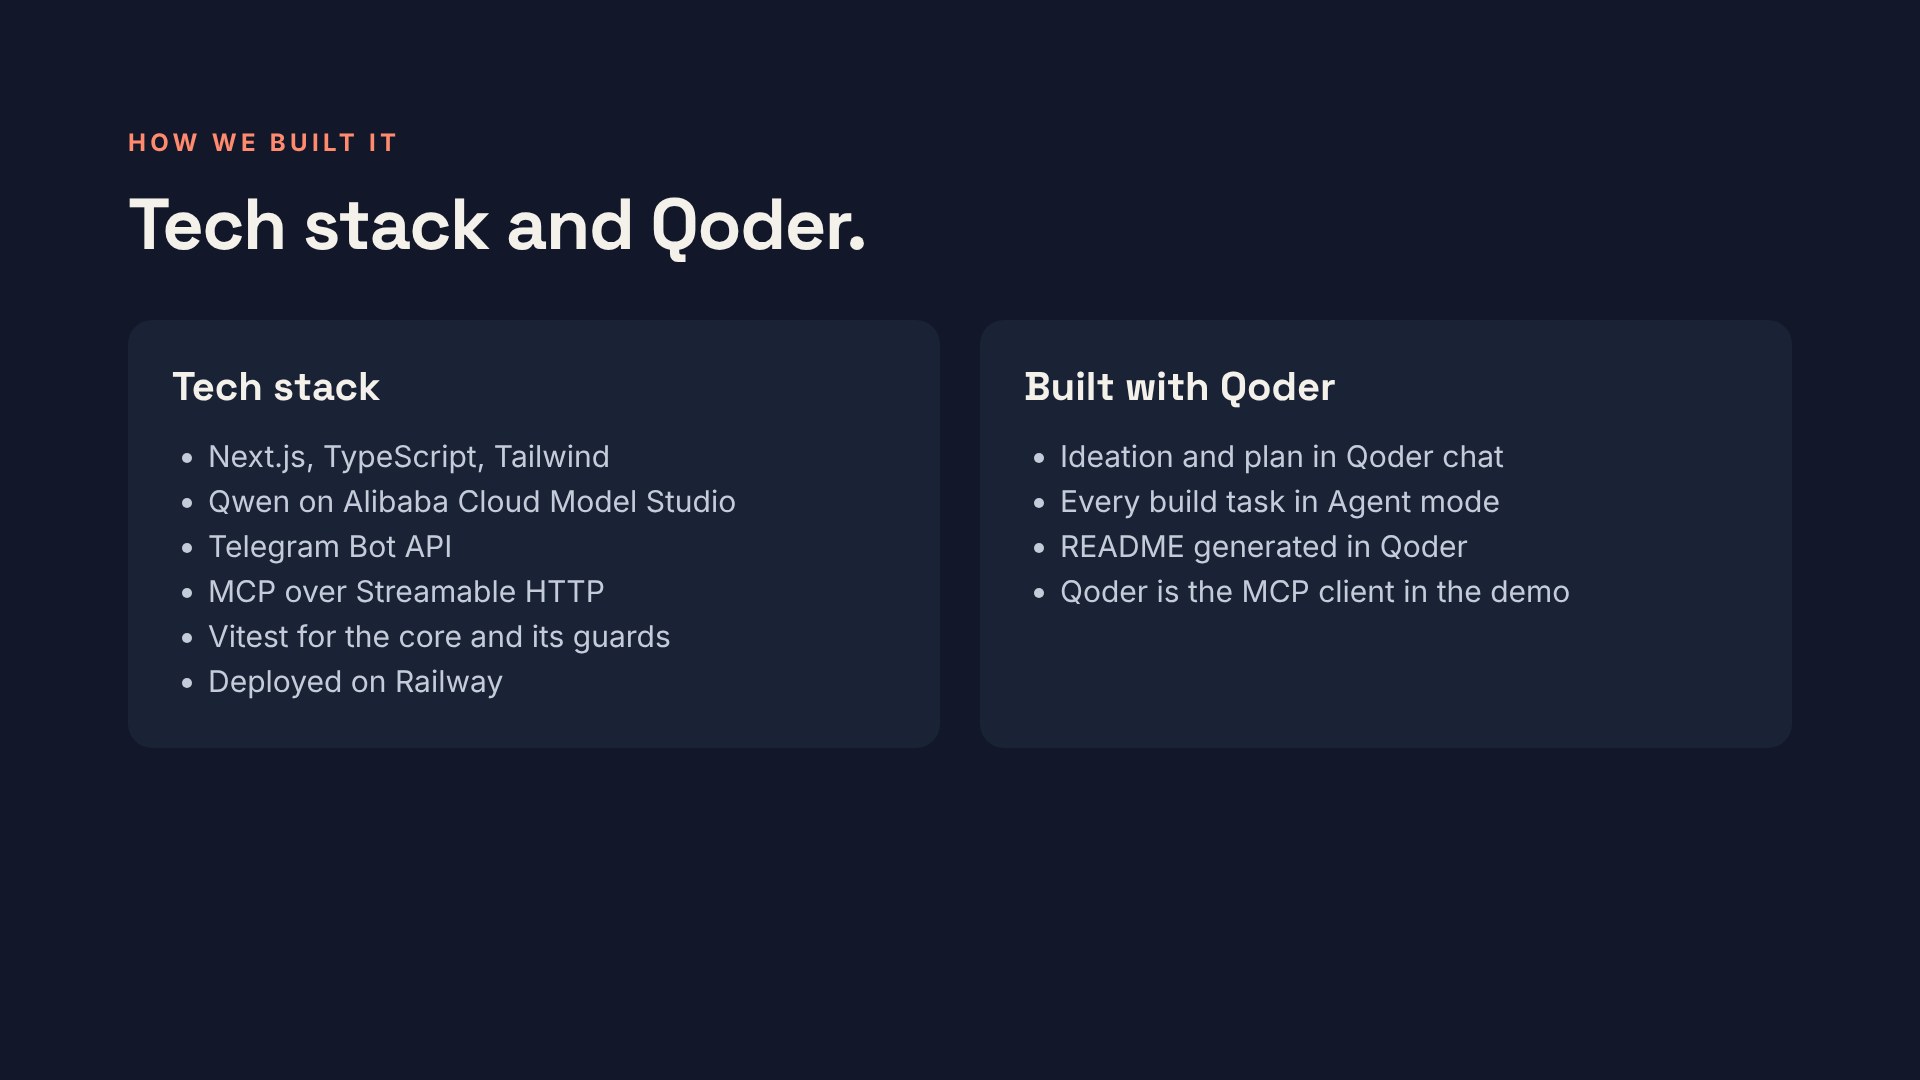 HOW WE BUILT IT
Tech stack and Qoder.
Tech stack
• Next.js, TypeScript, Tailwind
• Qwen on Alibaba Cloud Model Studio
• Telegram Bot API
• MCP over Streamable HTTP
• Vitest for the core and its guards
• Deployed on Railway
Built with Qoder
• Ideation and plan in Qoder chat
• Every build task in Agent mode
• README generated in Qoder
• Qoder is the MCP client in the demo